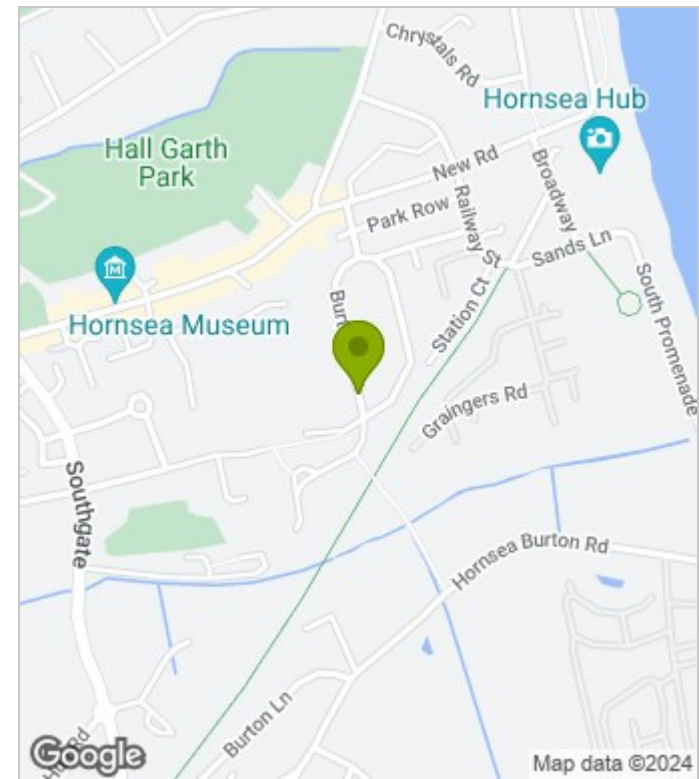 Chrystals Rd
Hornsea Hub
Hall Garth
Park
New Rd
Broadway
Park Row
Railway St
Sands Ln
M
Hornsea Museum
Station Ct
South Promenade
Graingers Rd
Southgate
Hornsea Burton Rd
Burton Ln
Rd
Google
Map data ©2024